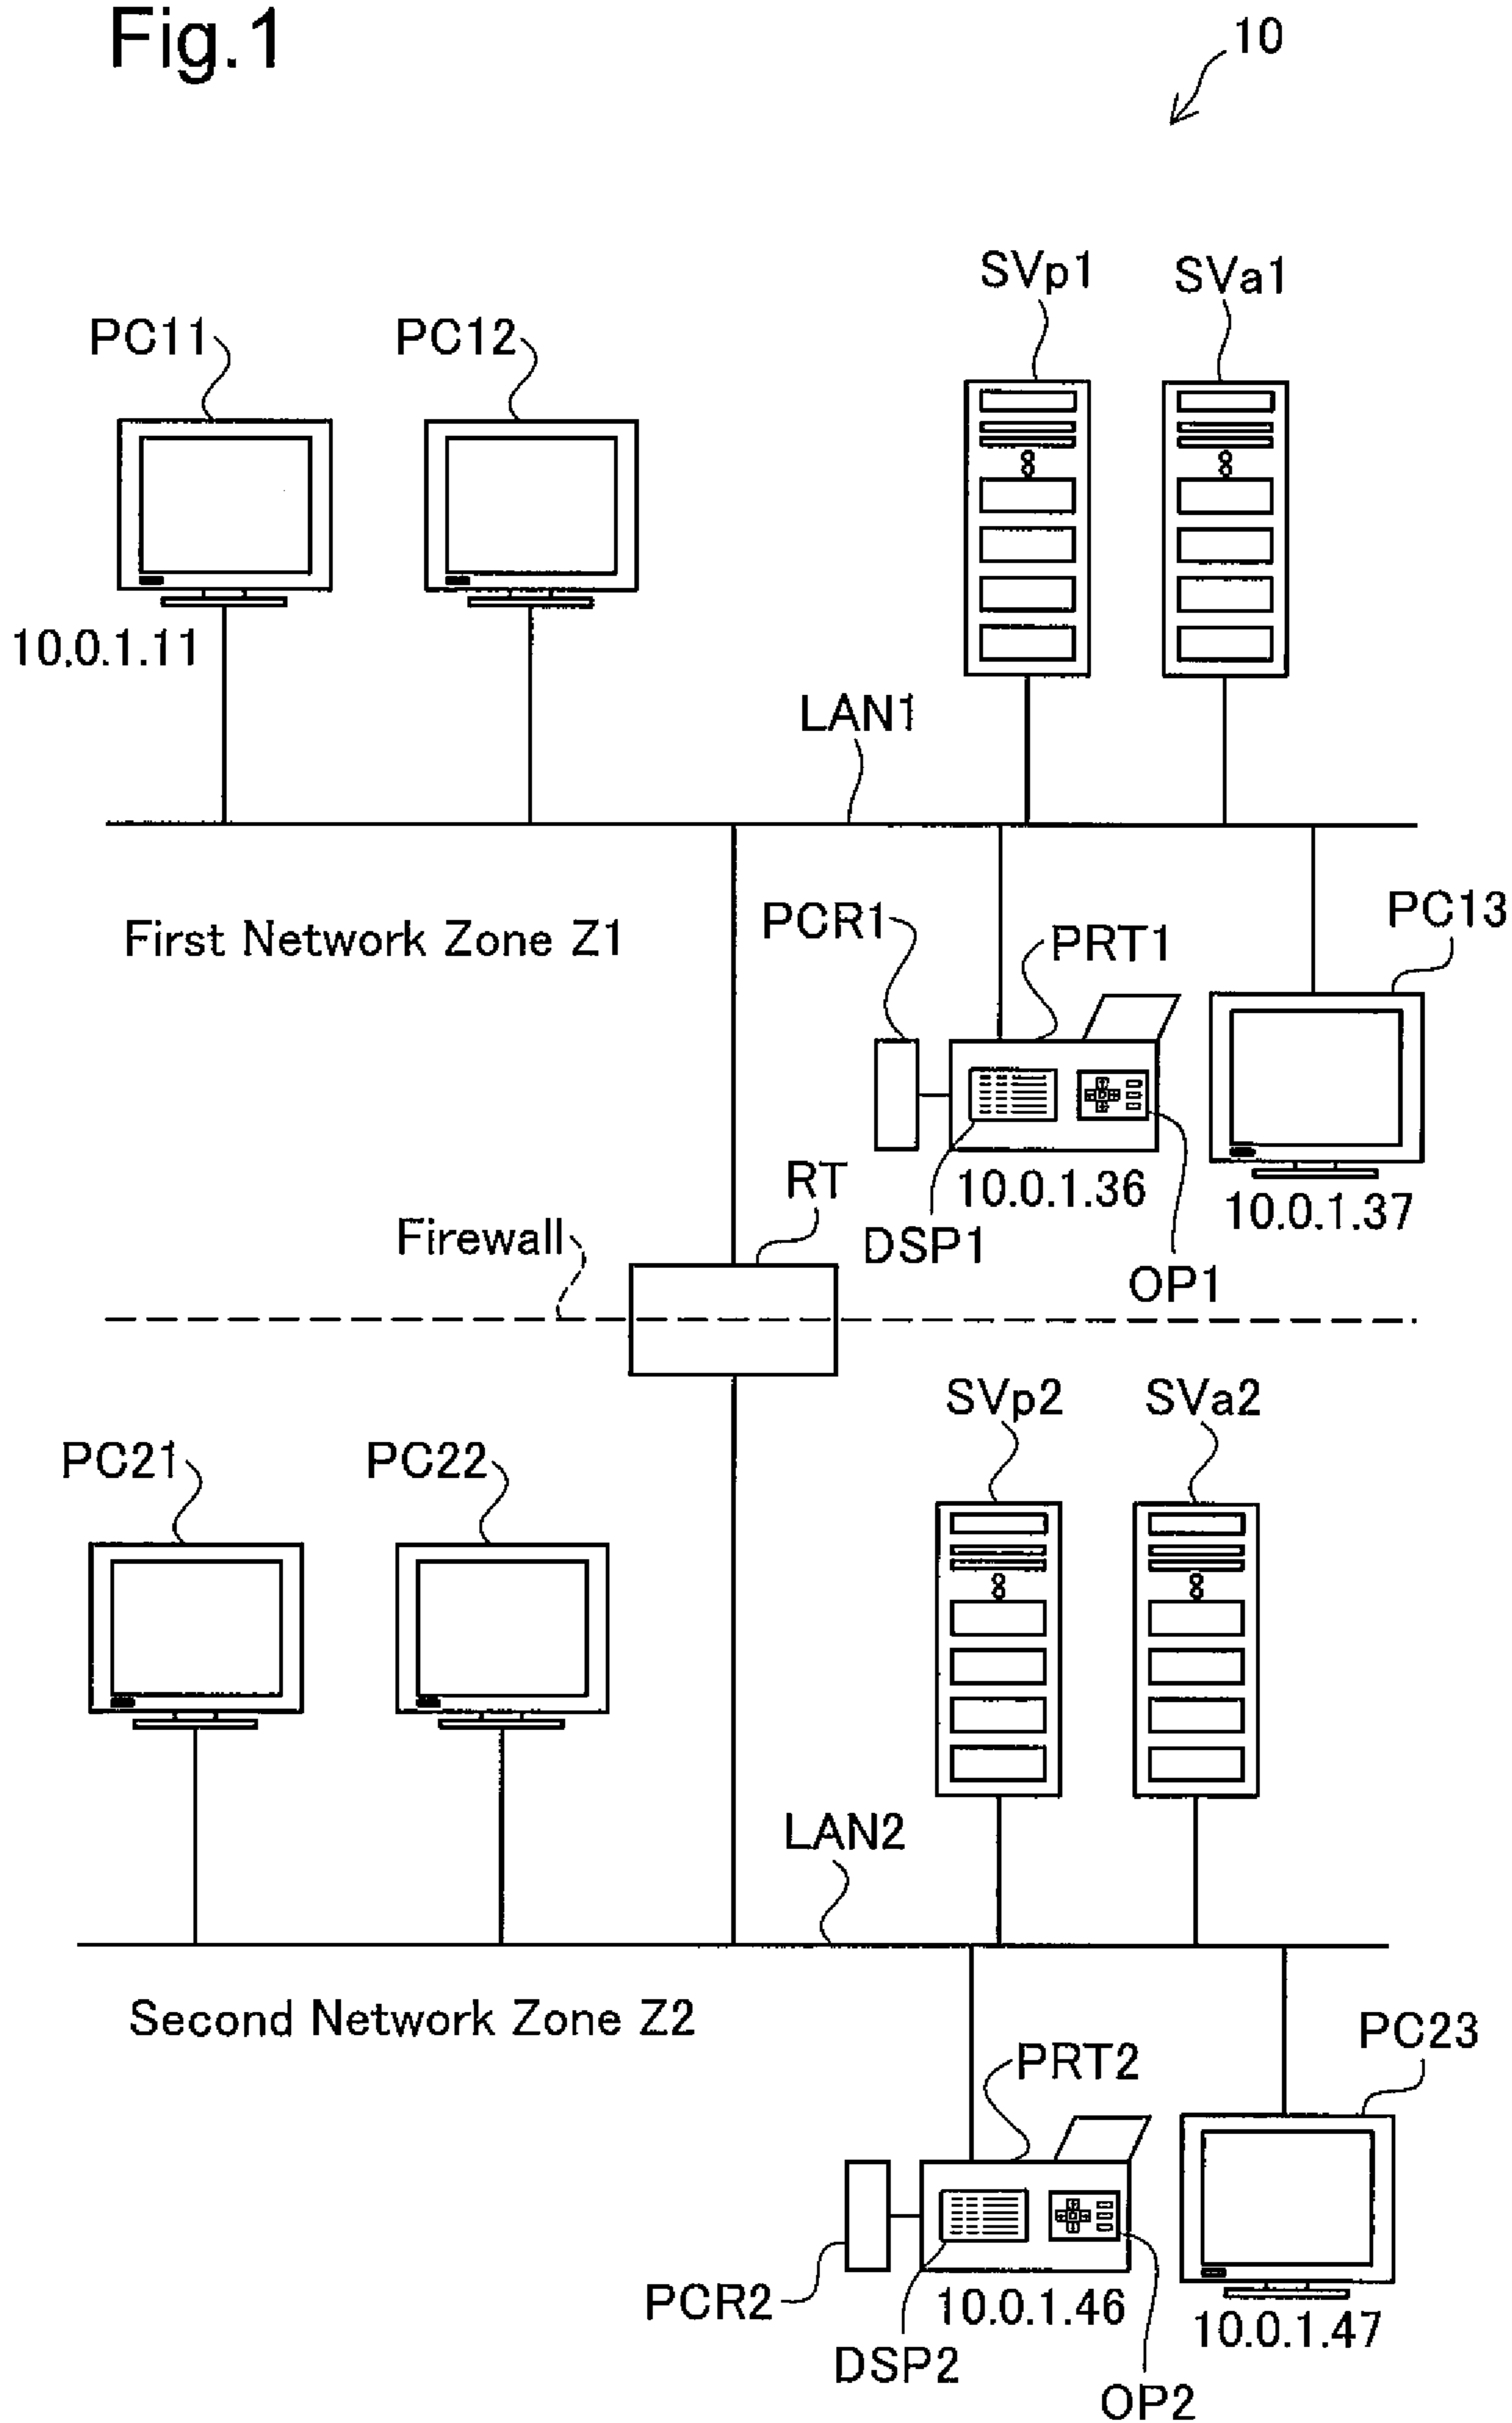 Fig.1
10
SVp1
SVa1
PC11
PC12
10.0.1.11
LAN1
PC13
PCR1
PRT1
First Network Zone Z1
RT
10.0.1.36
10.0.1.37
Firewall
DSP1
OP1
SVp2
SVa2
PC21
PC22
LAN2
Second Network Zone Z2
PC23
PRT2
PCR2
10.0.1.46
10.0.1.47
DSP2
OP2